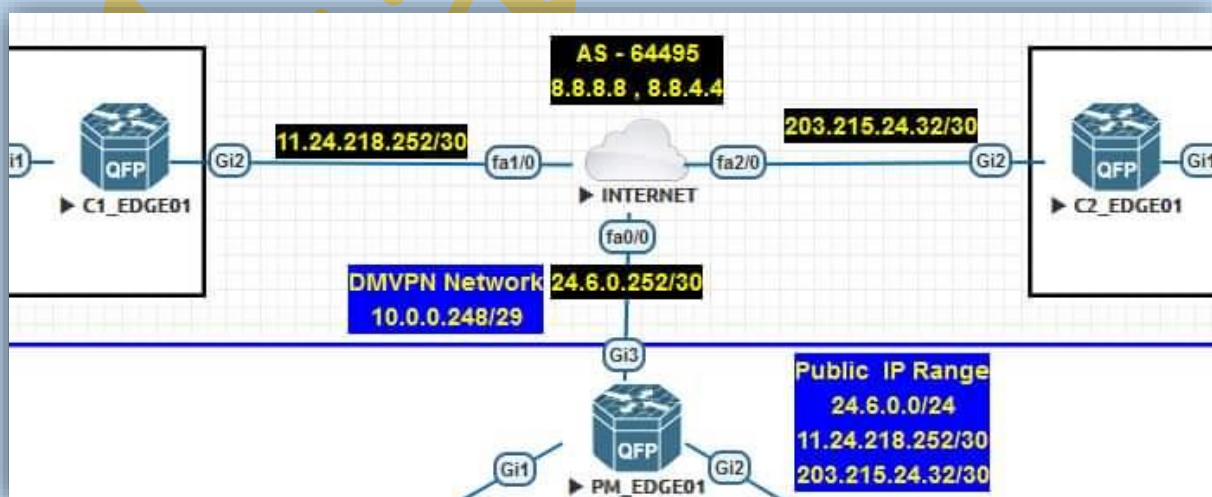 AS - 64495
8.8.8.8 , 8.8.4.4
11.24.218.252/30
203.215.24.32/30
i1
Gi2
fa1/0
fa2/0
Gi2
Gi1
QFP
QFP
C1_EDGE01
INTERNET
C2_EDGE01
fa0/0
DMVPN Network
10.0.0.248/29
24.6.0.252/30
Gi3
Public IP Range
24.6.0.0/24
11.24.218.252/30
203.215.24.32/30
QFP
Gi1
Gi2
PM_EDGE01